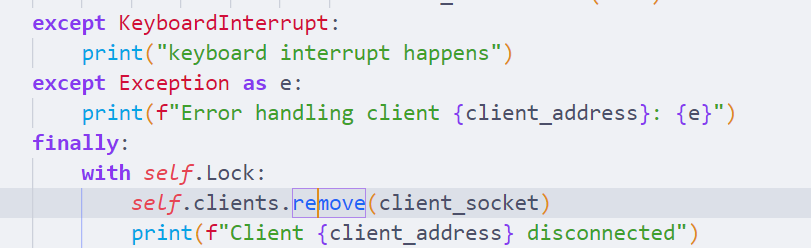 except KeyboardInterrupt:
print("keyboard interrupt happens")
except Exception as e:
print(f"Error handling client {client_address}: {e}")
finally:
with self.Lock:
self.clients.remove(client_socket)
print(f"Client {client_address} disconnected")